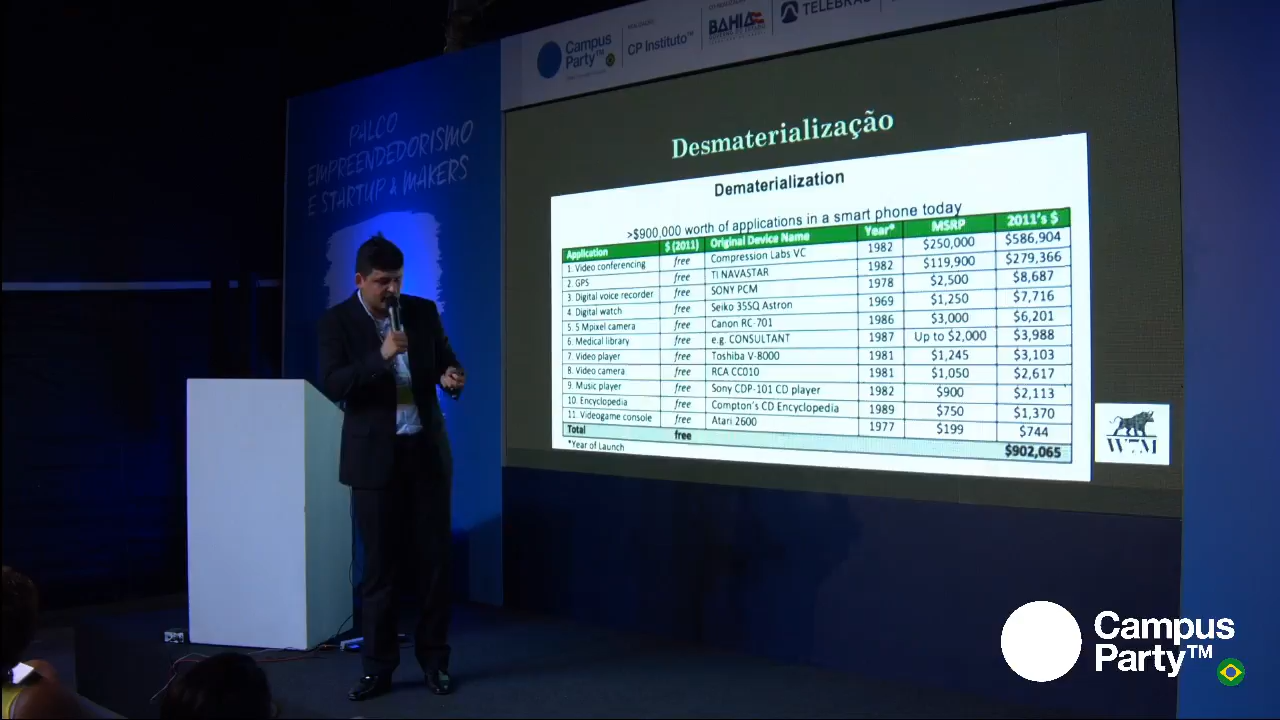 Campus
Party™
REALIZAÇÃO
CP Instituto™
BAHIA
TELEBRAS
PALCO
EMPREENDEDORISMO
E STARTUP & MAKERS
Desmaterialização
Dematerialization
>$900,000 worth of applications in a smart phone today
Application $ (2011) Original Device Name Year* MSRP 2011's $
1. Video conferencing free Compression Labs VC 1982 $250,000 $586,904
2. GPS free TI NAVASTAR 1982 $119,900 $279,366
3. Digital voice recorder free SONY PCM 1978 $2,500 $8,687
4. Digital watch free Seiko 35SQ Astron 1969 $1,250 $7,716
5. 5 Mpixel camera free Canon RC-701 1986 $3,000 $6,201
6. Medical library free e.g. CONSULTANT 1987 Up to $2,000 $3,988
7. Video player free Toshiba V-8000 1981 $1,245 $3,103
8. Video camera free RCA CC010 1981 $1,050 $2,617
9. Music player free Sony CDP-101 CD player 1982 $900 $2,113
10. Encyclopedia free Compton's CD Encyclopedia 1989 $750 $1,370
11. Videogame console free Atari 2600 1977 $199 $744
Total free $902,065
*Year of Launch
WTM
Campus
Party™